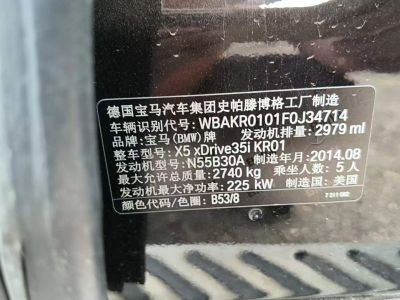 德国宝马汽车集团史帕滕博格工厂制造
车辆识别代号: WBAKR0101F0J34714
品牌: 宝马(BMW)牌 发动机排量: 2979 ml
整车型号: X5 xDrive35i KR01
发动机型号: N55B30A 制造年月: 2014.08
最大允许总质量: 2740 kg 乘坐人数: 5人
发动机最大净功率: 225 kW 制造国: 美国
颜色代码/色圈: B53/8